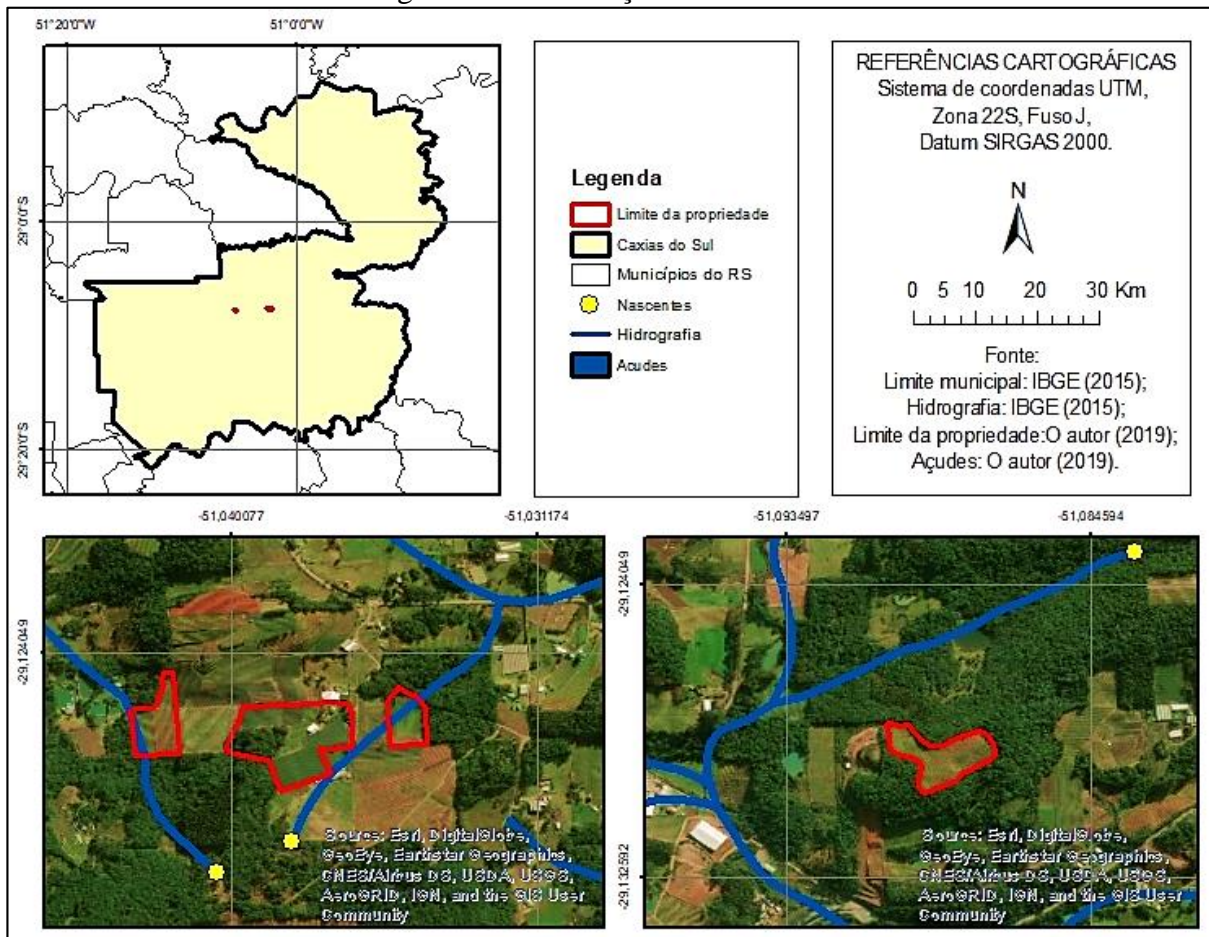 51°20'0"W
51°0'0"W
29°0'0"S
29°20'0"S
Legenda
Limite da propriedade
Caxias do Sul
Municípios do RS
Nascentes
Hidrografia
Acudes
REFERÊNCIAS CARTOGRÁFICAS
Sistema de coordenadas UTM,
Zona 22S, Fuso J,
Datum SIRGAS 2000.
N
0 5 10 20 30 Km
Fonte:
Limite municipal: IBGE (2015);
Hidrografia: IBGE (2015);
Limite da propriedade:O autor (2019);
Açudes: O autor (2019).
-51,040077
-51,031174
-29,124049
Source: Esri, DigitalGlobe,
GeoEye, Earthstar Geographics,
CNES/Airbus DS, USDA, USGS,
AeroGRID, IGN, and the GIS User
Community
-51,093497
-51,084594
-29,124049
-29,132592
Source: Esri, DigitalGlobe,
GeoEye, Earthstar Geographics,
CNES/Airbus DS, USDA, USGS,
AeroGRID, IGN, and the GIS User
Community